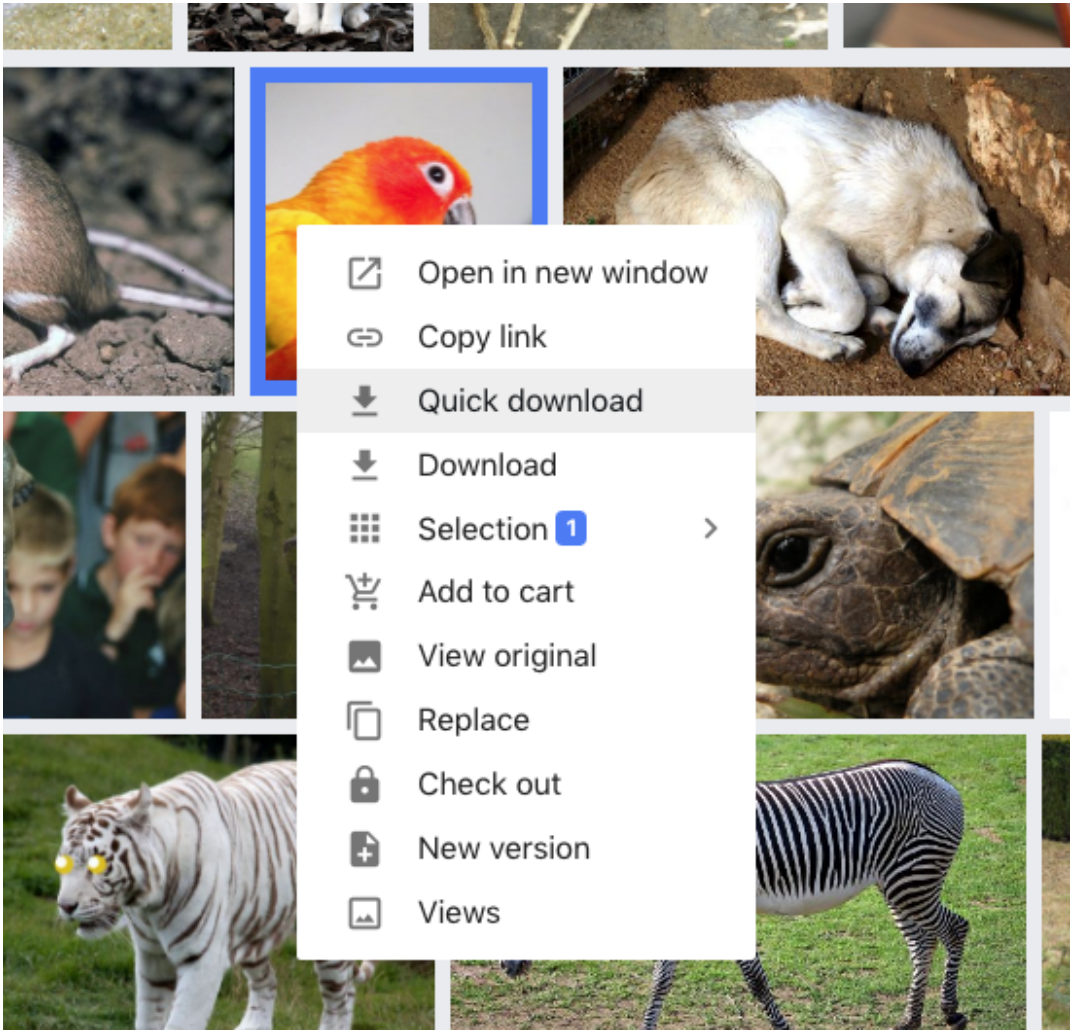 Open in new window
Copy link
Quick download
Download
Selection 1
Add to cart
View original
Replace
Check out
New version
Views